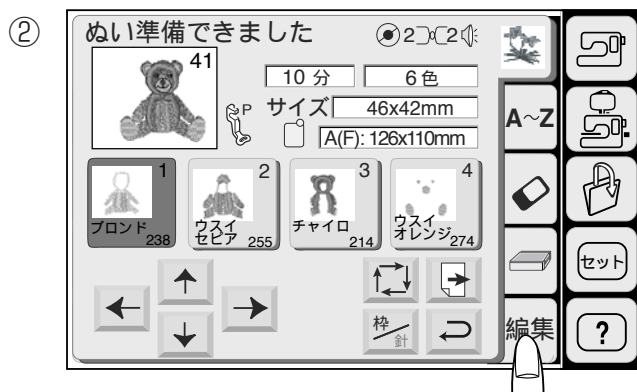 ②
ぬい準備できました 2 2
41
10 分 6色
P サイズ 46x42mm
A(F): 126x110mm
A~Z
1 2 3 4
ブロンド 238
ウスイ
セピア 255
チャイロ 214
ウスイ
オレンジ 274
セット
枠/針
編集
?